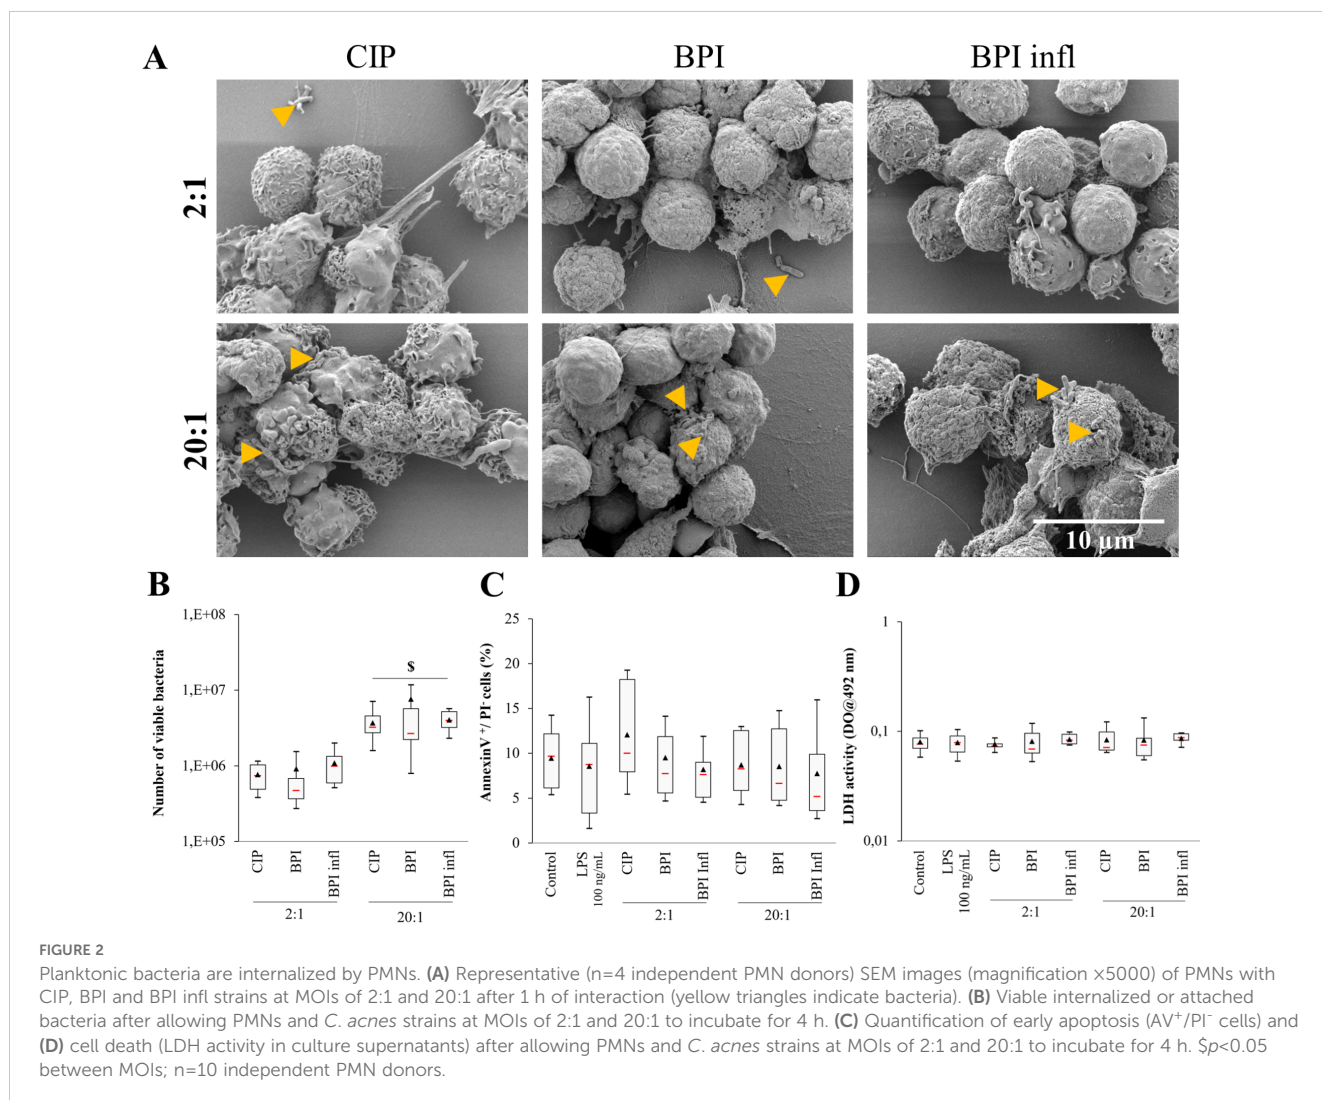 A
CIP
BPI
BPI infl
2:1
20:1
10 µm
B
Number of viable bacteria
1,E+08
1,E+07
1,E+06
1,E+05
$
CIP
BPI
BPI infl
CIP
BPI
BPI infl
2:1
20:1
C
AnnexinV⁺/ PI⁻cells (%)
25
20
15
10
5
0
Control
LPS
100 ng/mL
CIP
BPI
BPI Infl
CIP
BPI
BPI Infl
2:1
20:1
D
LDH activity (DO@492 nm)
1
0,1
0,01
Control
LPS
100 ng/mL
CIP
BPI
BPI infl
CIP
BPI
BPI infl
2:1
20:1
FIGURE 2
Planktonic bacteria are internalized by PMNs. (A) Representative (n=4 independent PMN donors) SEM images (magnification ×5000) of PMNs with
CIP, BPI and BPI infl strains at MOIs of 2:1 and 20:1 after 1 h of interaction (yellow triangles indicate bacteria). (B) Viable internalized or attached
bacteria after allowing PMNs and C. acnes strains at MOIs of 2:1 and 20:1 to incubate for 4 h. (C) Quantification of early apoptosis (AV⁺/PI⁻ cells) and
(D) cell death (LDH activity in culture supernatants) after allowing PMNs and C. acnes strains at MOIs of 2:1 and 20:1 to incubate for 4 h. $p<0.05
between MOIs; n=10 independent PMN donors.